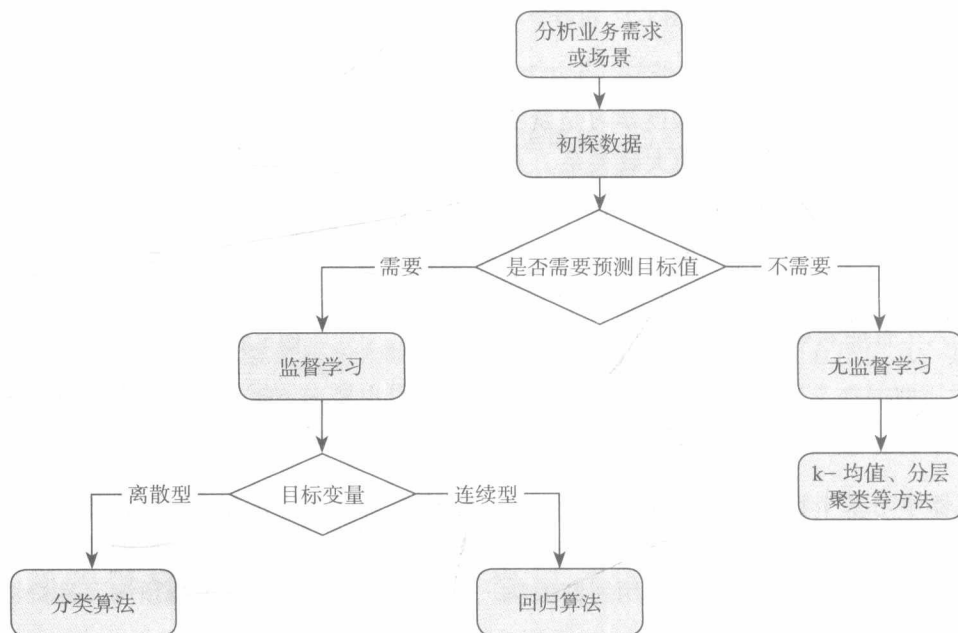 分析业务需求
或场景
初探数据
需要
是否需要预测目标值
不需要
监督学习
无监督学习
k-均值、分层
聚类等方法
离散型
目标变量
连续型
分类算法
回归算法